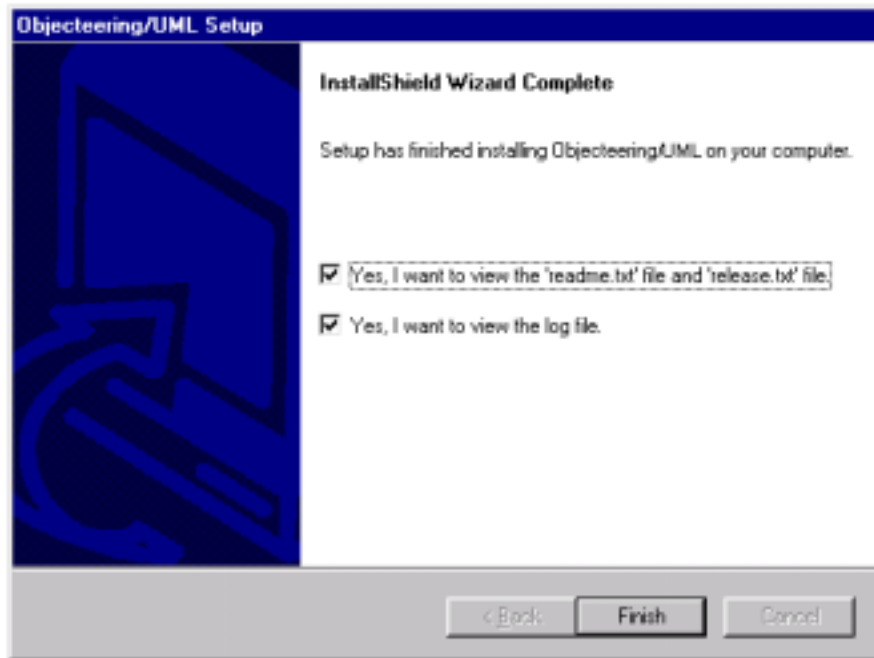 Objecteering/UML Setup
InstallShield Wizard Complete
Setup has finished installing Objecteering/UML on your computer.
Yes, I want to view the 'readme.txt' file and 'release.txt' file.
Yes, I want to view the log file.
< Back
Finish
Cancel